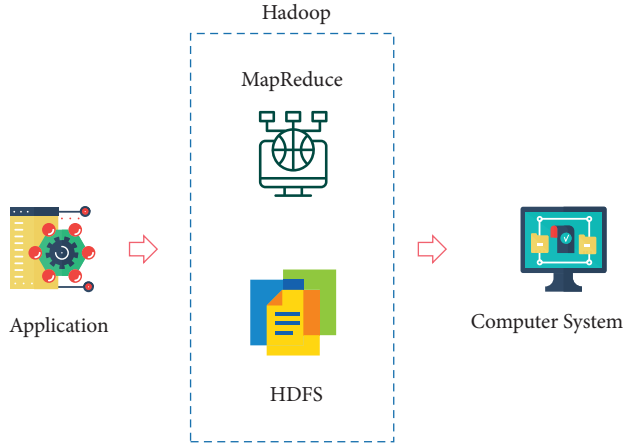 Hadoop
MapReduce
HDFS
Application
Computer System